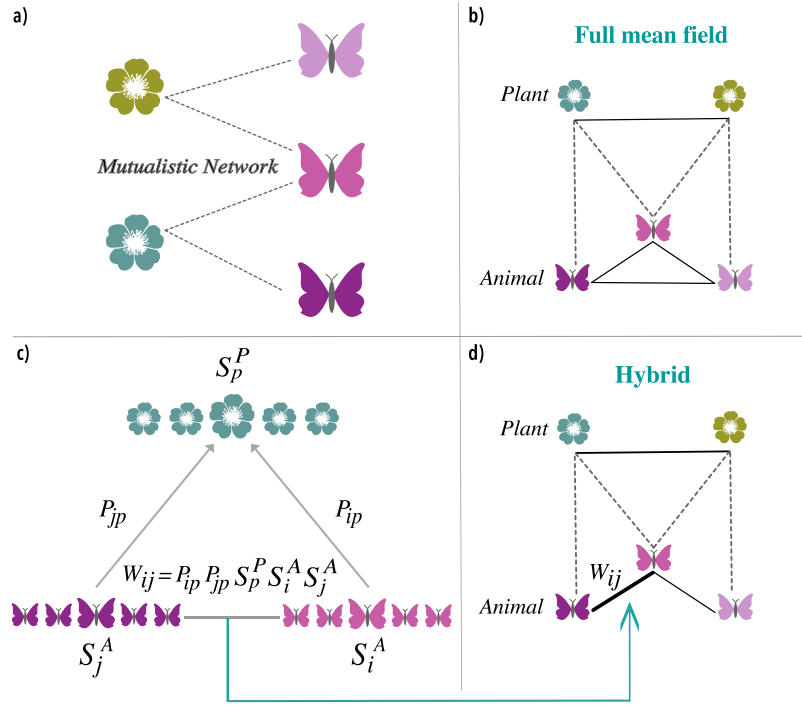 a)
Mutualistic Network
b)
Full mean field
Plant
Animal
c)
S_p^P
P_jp
P_ip
W_ij = P_ip P_jp S_p^P S_i^A S_j^A
S_j^A
S_i^A
d)
Hybrid
Plant
W_ij
Animal